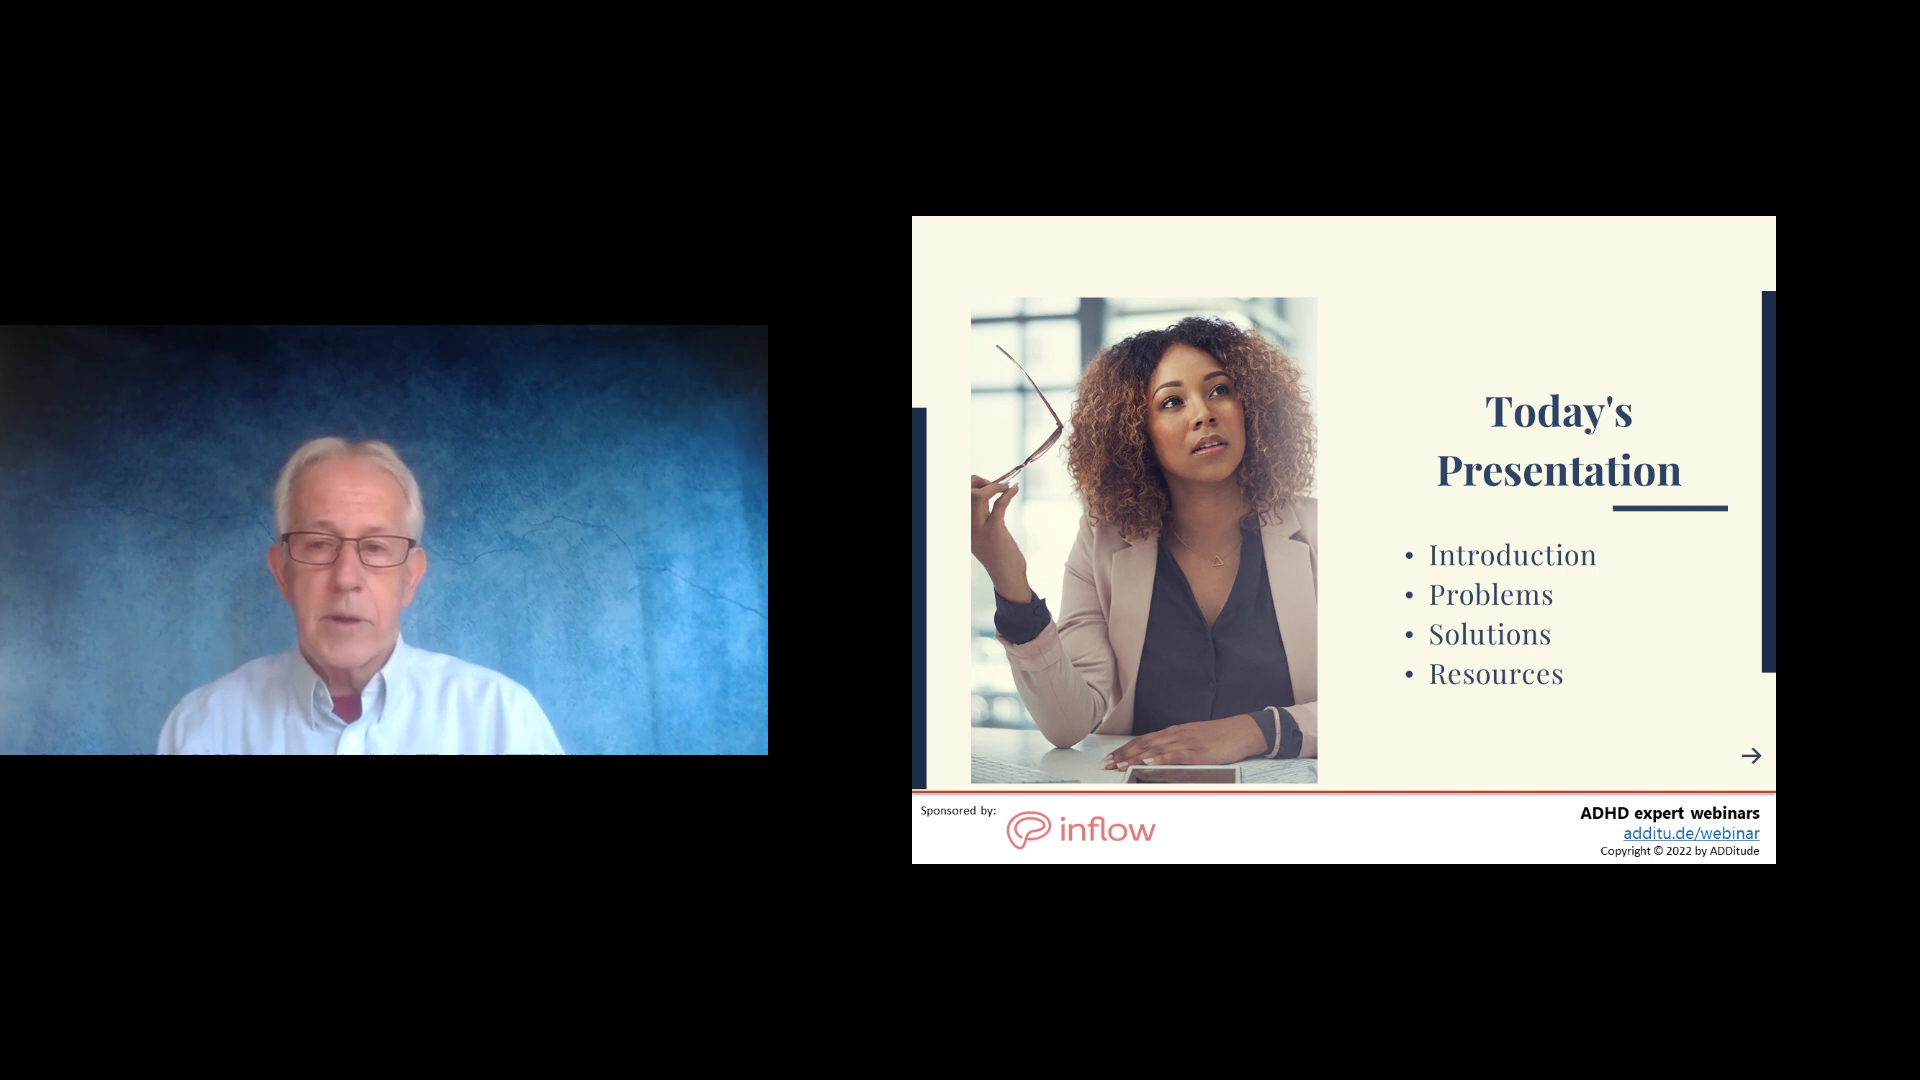 Today's
Presentation
• Introduction
• Problems
• Solutions
• Resources
Sponsored by:
inflow
ADHD expert webinars
additu.de/webinar
Copyright © 2022 by ADDitude